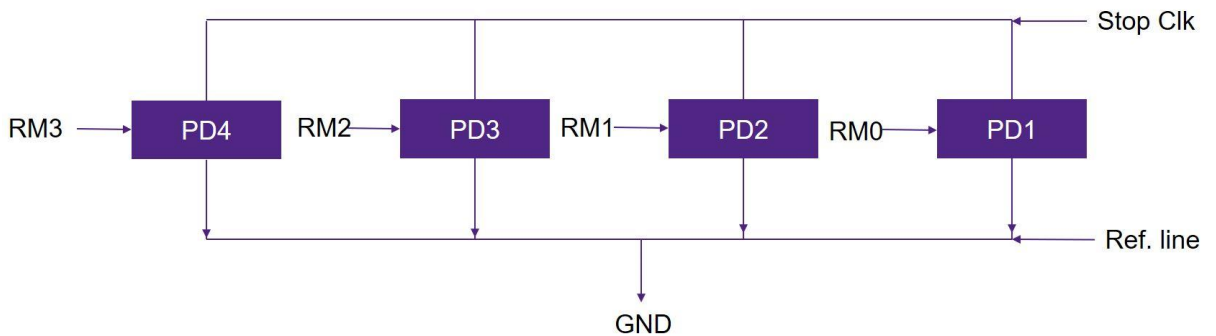 Stop Clk
RM3 PD4 RM2 PD3 RM1 PD2 RM0 PD1
Ref. line
GND